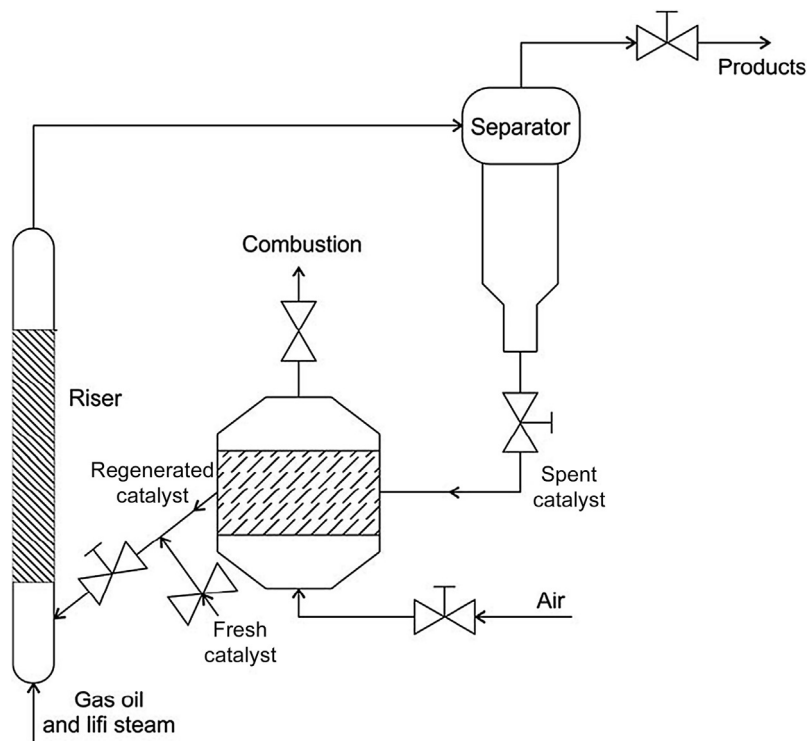 Products
Separator
Combustion
Riser
Regenerated
catalyst
Spent
catalyst
Air
Fresh
catalyst
Gas oil
and lifi steam